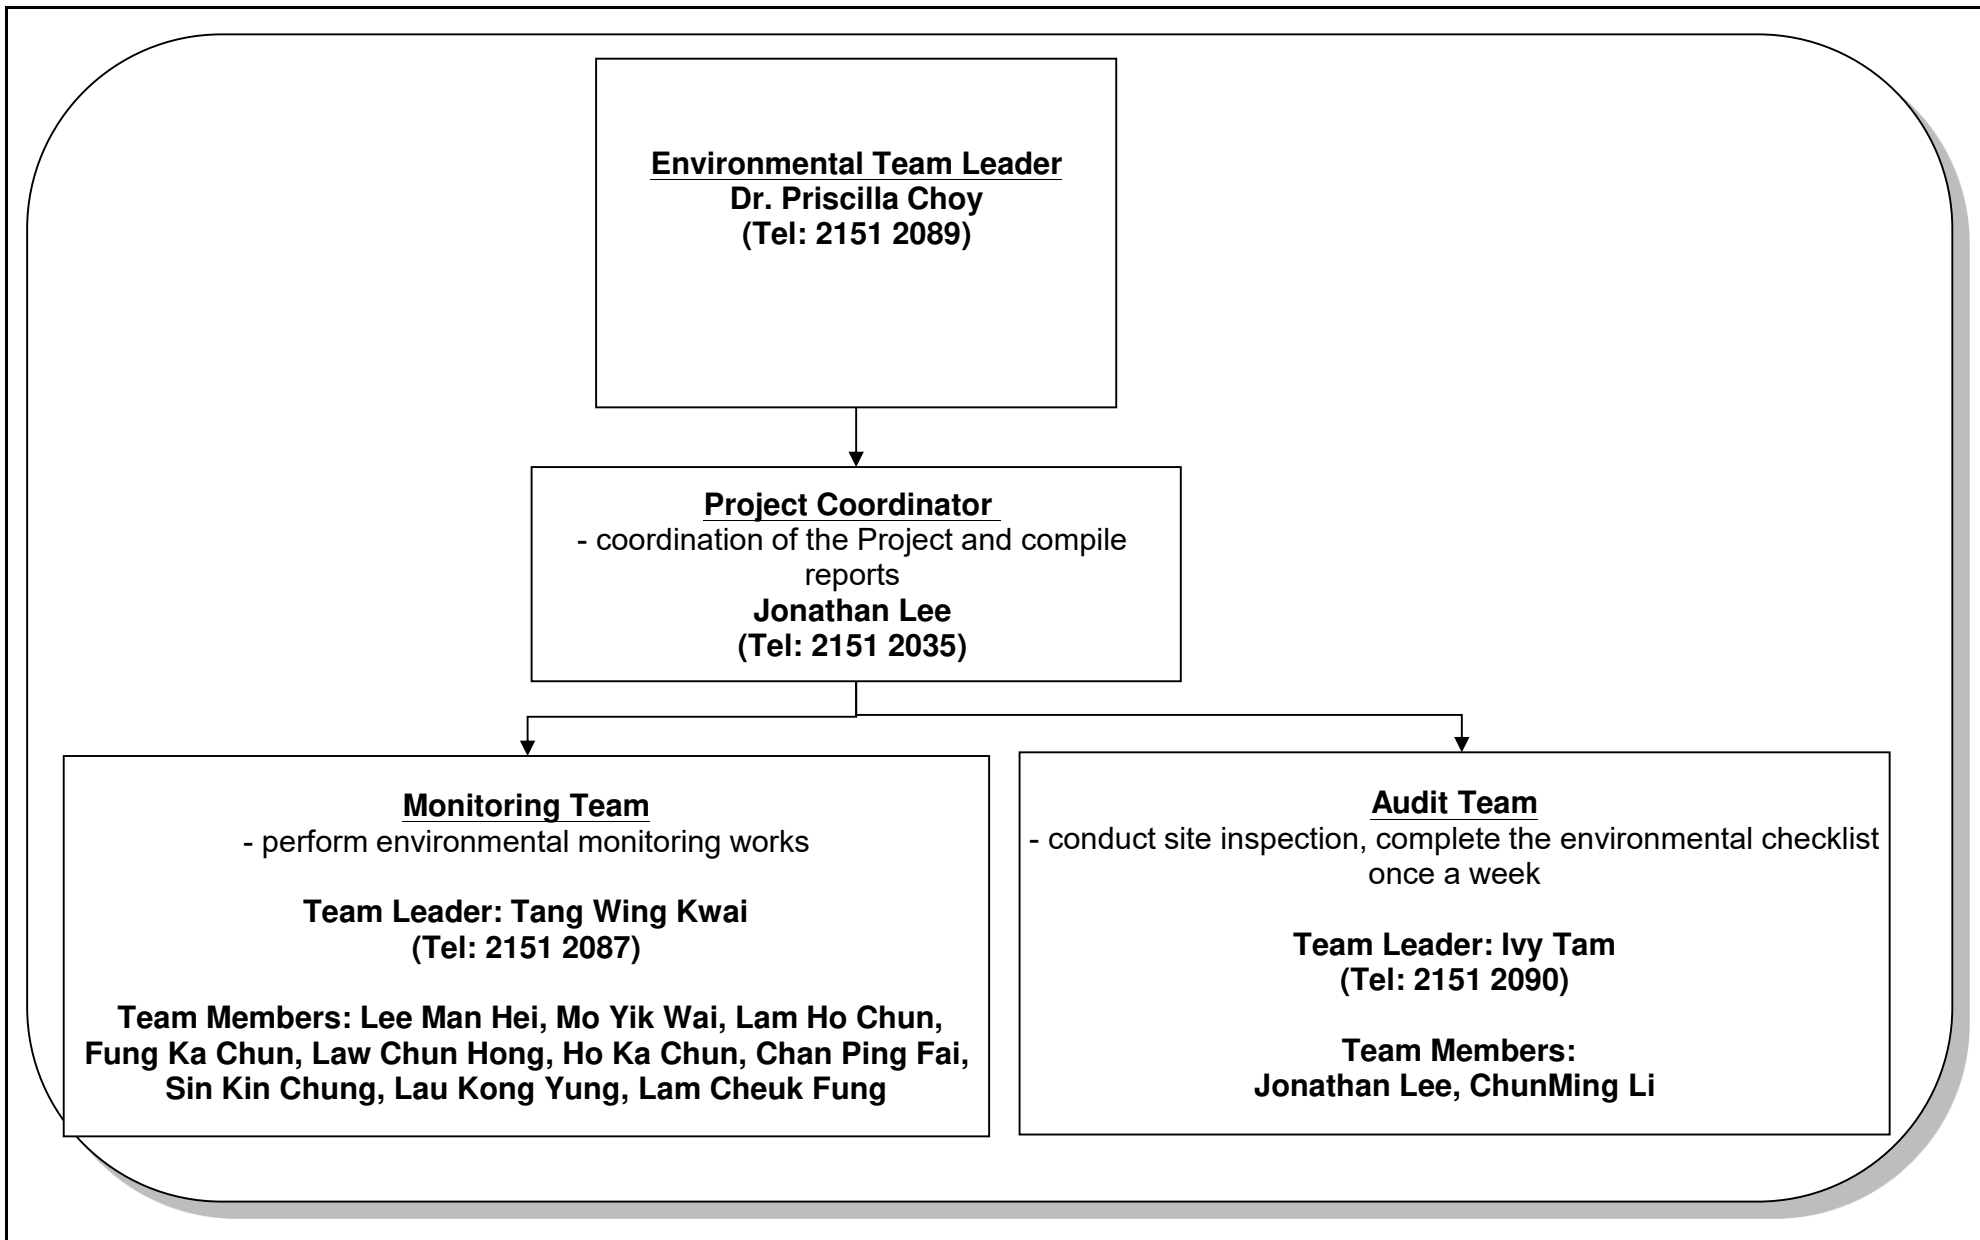 Environmental Team Leader
Dr. Priscilla Choy
(Tel: 2151 2089)
Project Coordinator
- coordination of the Project and compile
reports
Jonathan Lee
(Tel: 2151 2035)
Monitoring Team
- perform environmental monitoring works
Team Leader: Tang Wing Kwai
(Tel: 2151 2087)
Team Members: Lee Man Hei, Mo Yik Wai, Lam Ho Chun,
Fung Ka Chun, Law Chun Hong, Ho Ka Chun, Chan Ping Fai,
Sin Kin Chung, Lau Kong Yung, Lam Cheuk Fung
Audit Team
- conduct site inspection, complete the environmental checklist
once a week
Team Leader: Ivy Tam
(Tel: 2151 2090)
Team Members:
Jonathan Lee, ChunMing Li